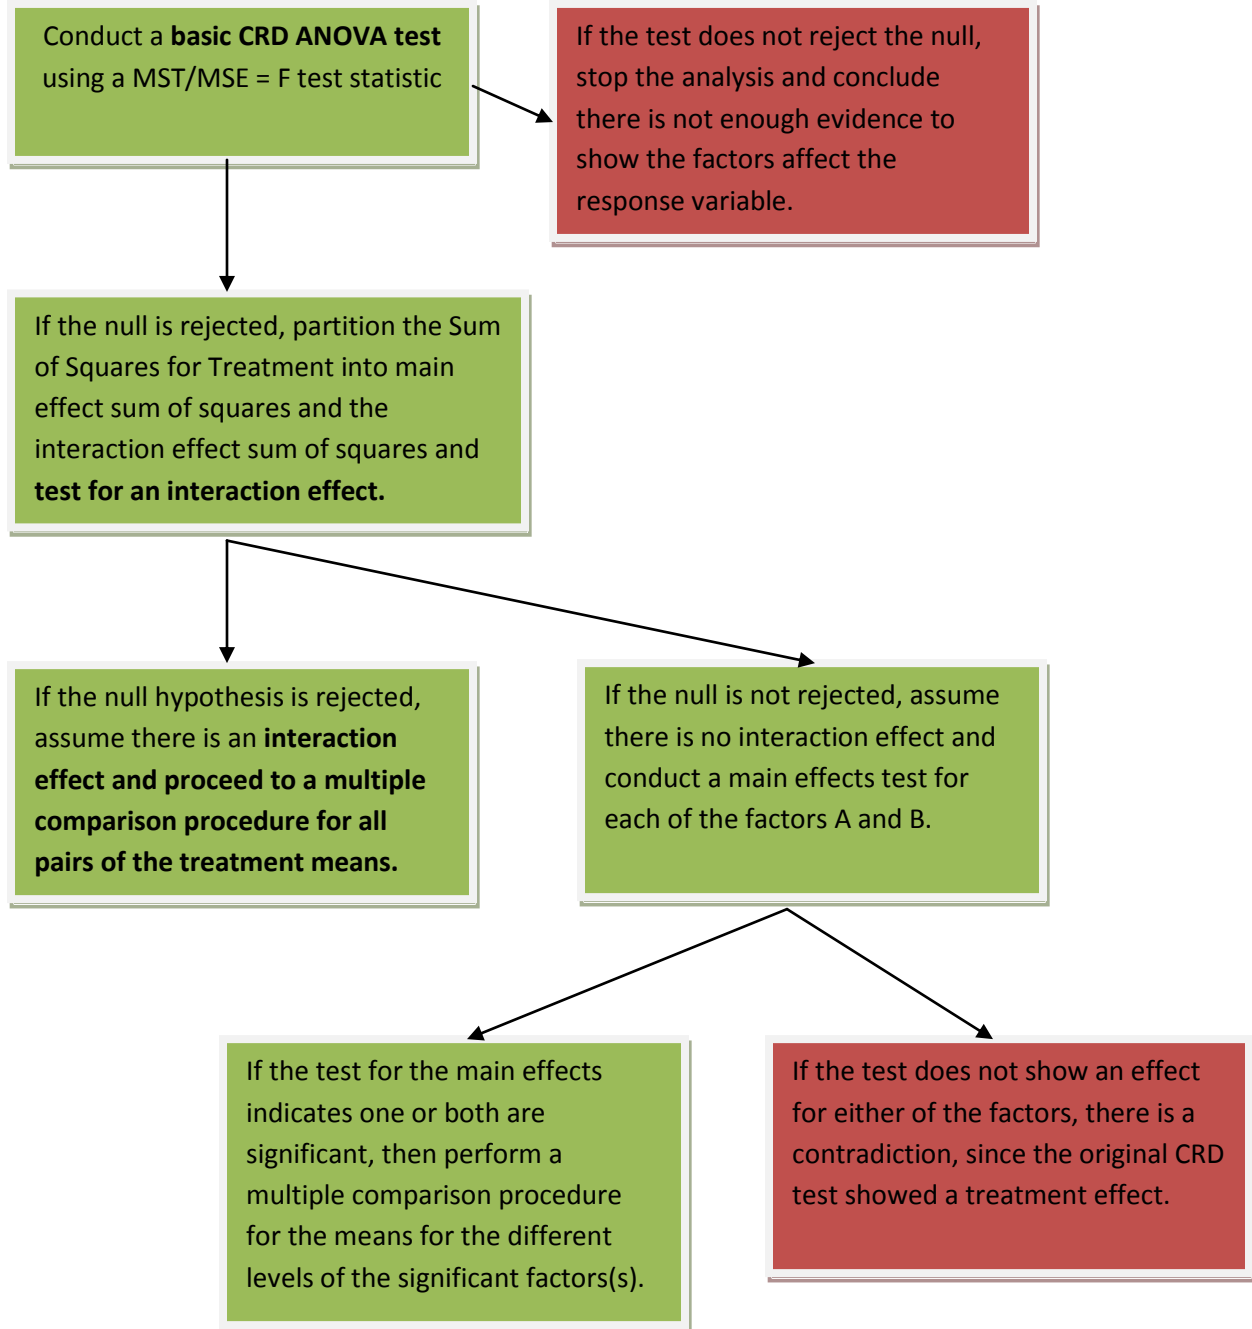 Conduct a basic CRD ANOVA test
using a MST/MSE = F test statistic
If the test does not reject the null,
stop the analysis and conclude
there is not enough evidence to
show the factors affect the
response variable.
If the null is rejected, partition the Sum
of Squares for Treatment into main
effect sum of squares and the
interaction effect sum of squares and
test for an interaction effect.
If the null hypothesis is rejected,
assume there is an interaction
effect and proceed to a multiple
comparison procedure for all
pairs of the treatment means.
If the null is not rejected, assume
there is no interaction effect and
conduct a main effects test for
each of the factors A and B.
If the test for the main effects
indicates one or both are
significant, then perform a
multiple comparison procedure
for the means for the different
levels of the significant factors(s).
If the test does not show an effect
for either of the factors, there is a
contradiction, since the original CRD
test showed a treatment effect.